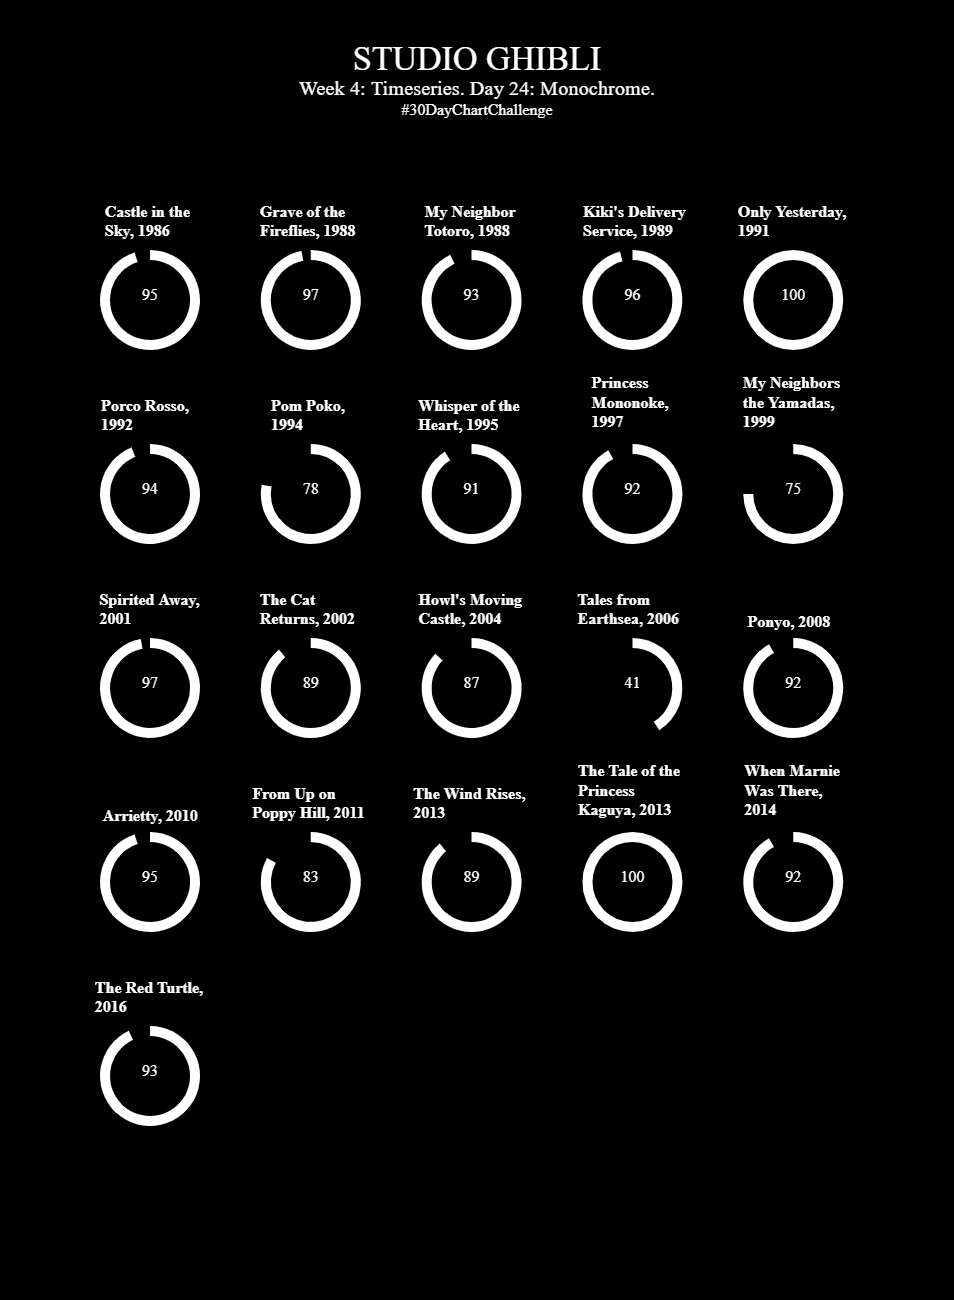 STUDIO GHIBLI
Week 4: Timeseries. Day 24: Monochrome.
#30DayChartChallenge
Castle in the
Sky, 1986
95
Grave of the
Fireflies, 1988
97
My Neighbor
Totoro, 1988
93
Kiki's Delivery
Service, 1989
96
Only Yesterday,
1991
100
Porco Rosso,
1992
94
Pom Poko,
1994
78
Whisper of the
Heart, 1995
91
Princess
Mononoke,
1997
92
My Neighbors
the Yamadas,
1999
75
Spirited Away,
2001
97
The Cat
Returns, 2002
89
Howl's Moving
Castle, 2004
87
Tales from
Earthsea, 2006
41
Ponyo, 2008
92
Arrietty, 2010
95
From Up on
Poppy Hill, 2011
83
The Wind Rises,
2013
89
The Tale of the
Princess
Kaguya, 2013
100
When Marnie
Was There,
2014
92
The Red Turtle,
2016
93